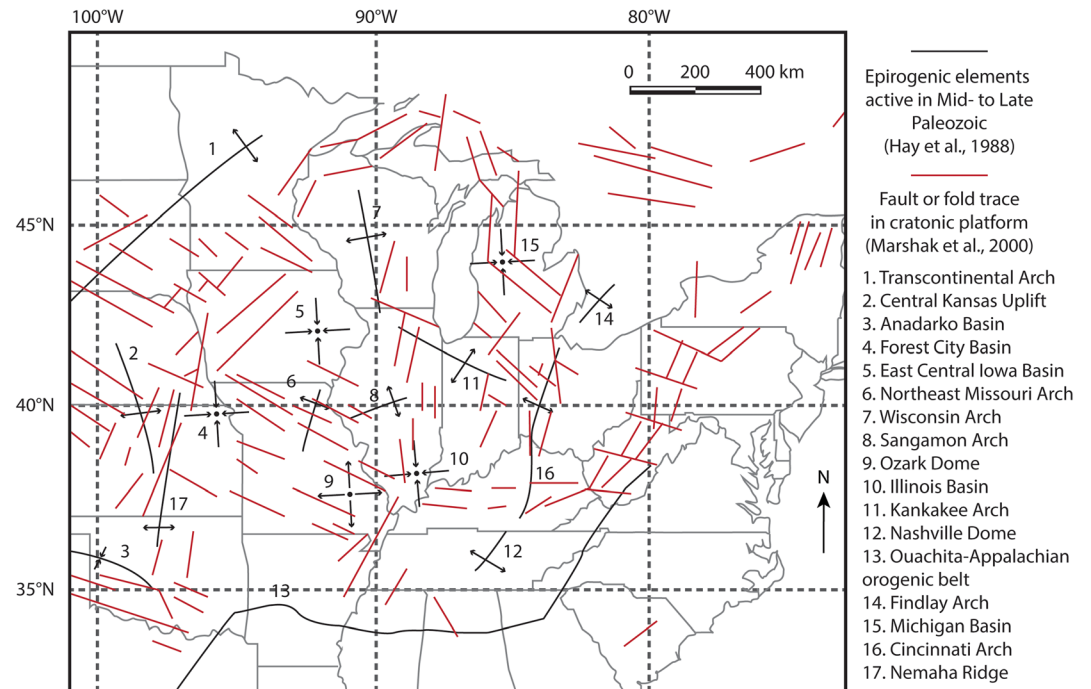 100°W 90°W 80°W
0 200 400 km
45°N
40°N
35°N
1
2
3
4
5
6
7
8
9
10
11
12
13
14
15
16
17
N
Epirogenic elements
active in Mid- to Late
Paleozoic
(Hay et al., 1988)
Fault or fold trace
in cratonic platform
(Marshak et al., 2000)
1. Transcontinental Arch
2. Central Kansas Uplift
3. Anadarko Basin
4. Forest City Basin
5. East Central Iowa Basin
6. Northeast Missouri Arch
7. Wisconsin Arch
8. Sangamon Arch
9. Ozark Dome
10. Illinois Basin
11. Kankakee Arch
12. Nashville Dome
13. Ouachita-Appalachian
orogenic belt
14. Findlay Arch
15. Michigan Basin
16. Cincinnati Arch
17. Nemaha Ridge